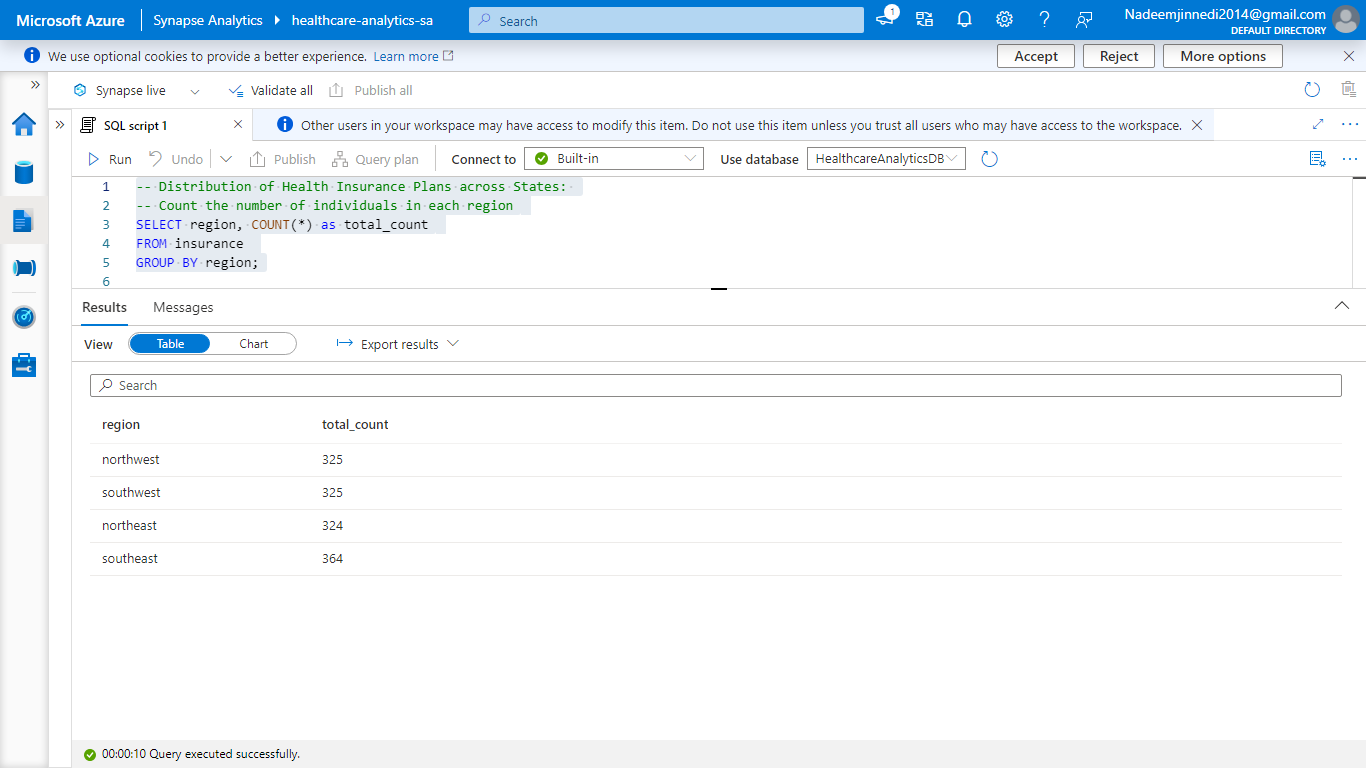 Microsoft Azure Synapse Analytics healthcare-analytics-sa Search 1 Nadeemjinnedi2014@gmail.com
DEFAULT DIRECTORY
We use optional cookies to provide a better experience. Learn more Accept Reject More options
Synapse live Validate all Publish all
SQL script 1 Other users in your workspace may have access to modify this item. Do not use this item unless you trust all users who may have access to the workspace.
Run Undo Publish Query plan Connect to Built-in Use database HealthcareAnalyticsDB
1 -- Distribution of Health Insurance Plans across States:
2 -- Count the number of individuals in each region
3 SELECT region, COUNT(*) as total_count
4 FROM insurance
5 GROUP BY region;
6
Results Messages
View Table Chart Export results
Search
region total_count
northwest 325
southwest 325
northeast 324
southeast 364
00:00:10 Query executed successfully.